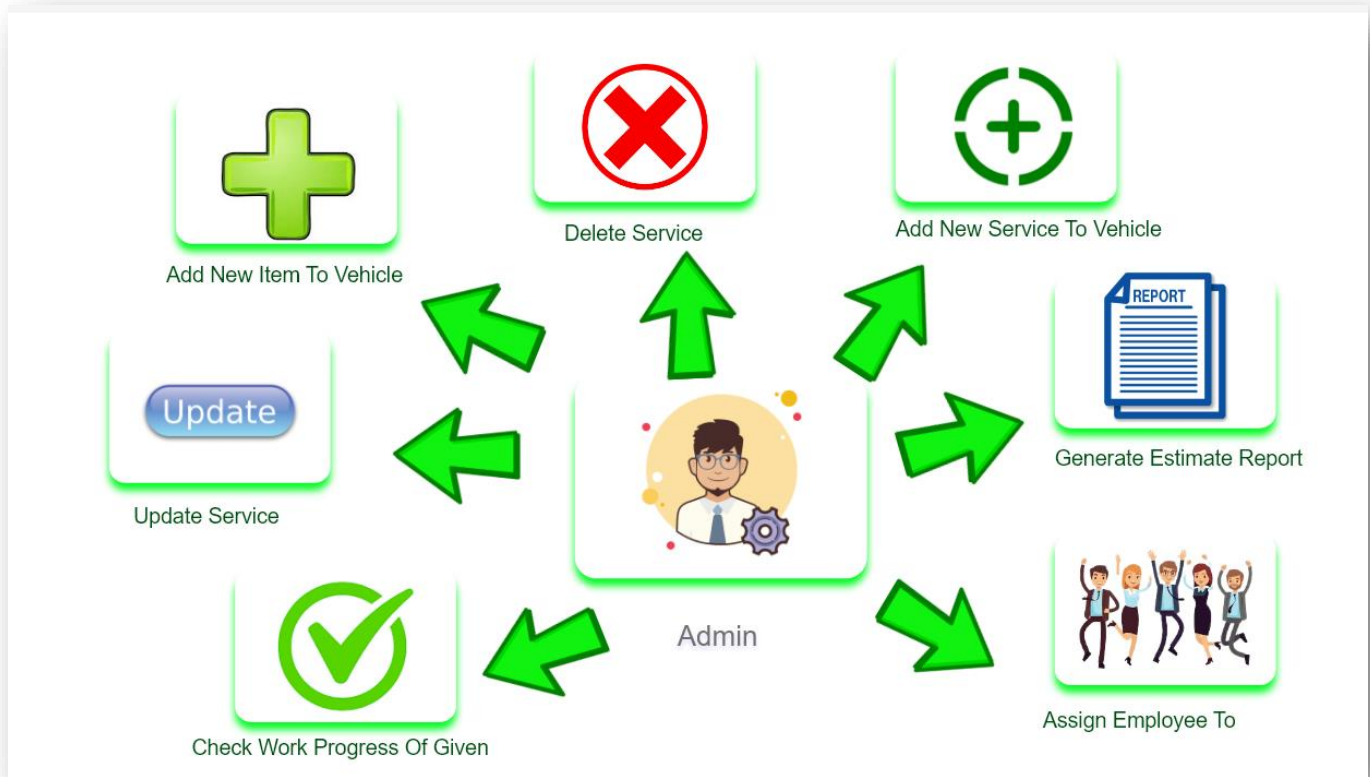 Delete Service
Add New Service To Vehicle
Add New Item To Vehicle
REPORT
Update
Generate Estimate Report
Update Service
Admin
Assign Employee To
Check Work Progress Of Given